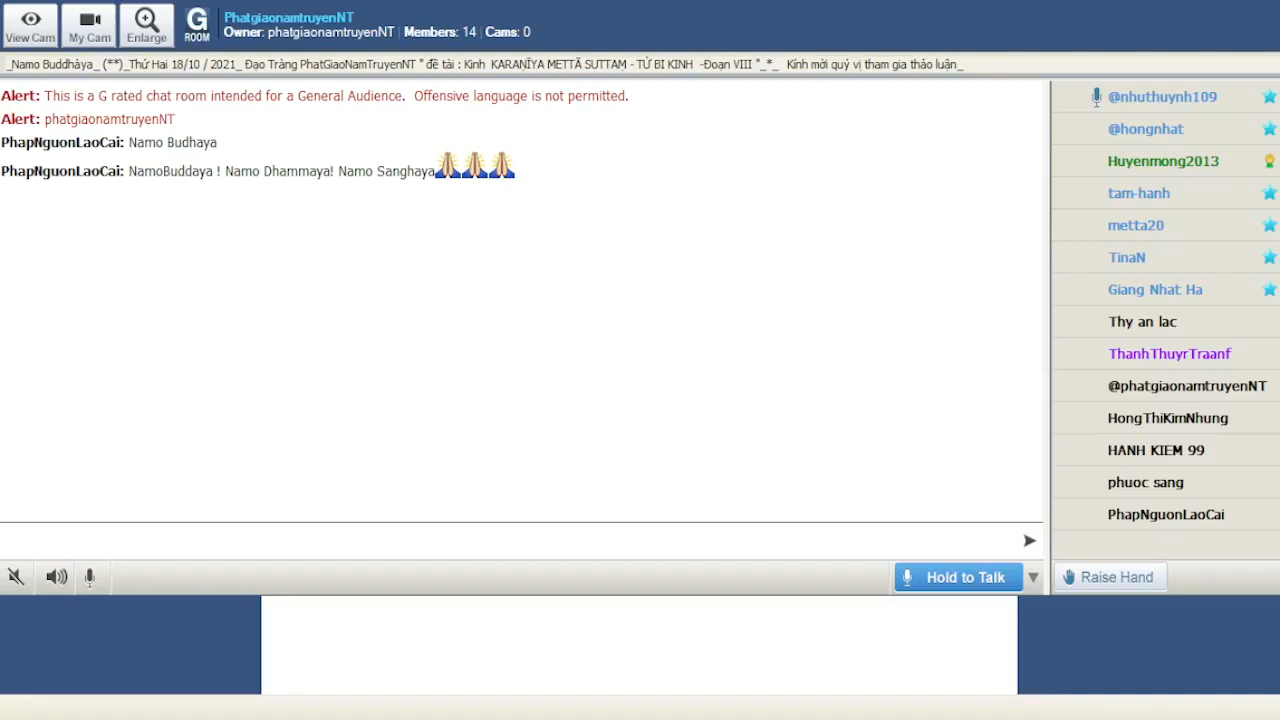 View Cam
My Cam
Enlarge
G
ROOM
PhatgiaonamtruyenNT
Owner: phatgiaonamtruyenNT | Members: 14 | Cams: 0
_Namo Buddhàya_ (**)_Thứ Hai 18/10 / 2021_ Đạo Tràng PhatGiaoNamTruyenNT " đề tài : Kinh KARAṆĪYA METTĀ SUTTAṂ - TỪ BI KINH -Đoạn VIII "_*_ Kính mời quý vị tham gia thảo luận_
Alert: This is a G rated chat room intended for a General Audience. Offensive language is not permitted.
Alert: phatgiaonamtruyenNT
PhapNguonLaoCai: Namo Budhaya
PhapNguonLaoCai: NamoBuddaya ! Namo Dhammaya! Namo Sanghaya
@nhuthuynh109
@hongnhat
Huyenmong2013
tam-hanh
metta20
TinaN
Giang Nhat Ha
Thy an lac
ThanhThuyrTraanf
@phatgiaonamtruyenNT
HongThiKimNhung
HANH KIEM 99
phuoc sang
PhapNguonLaoCai
Hold to Talk
Raise Hand